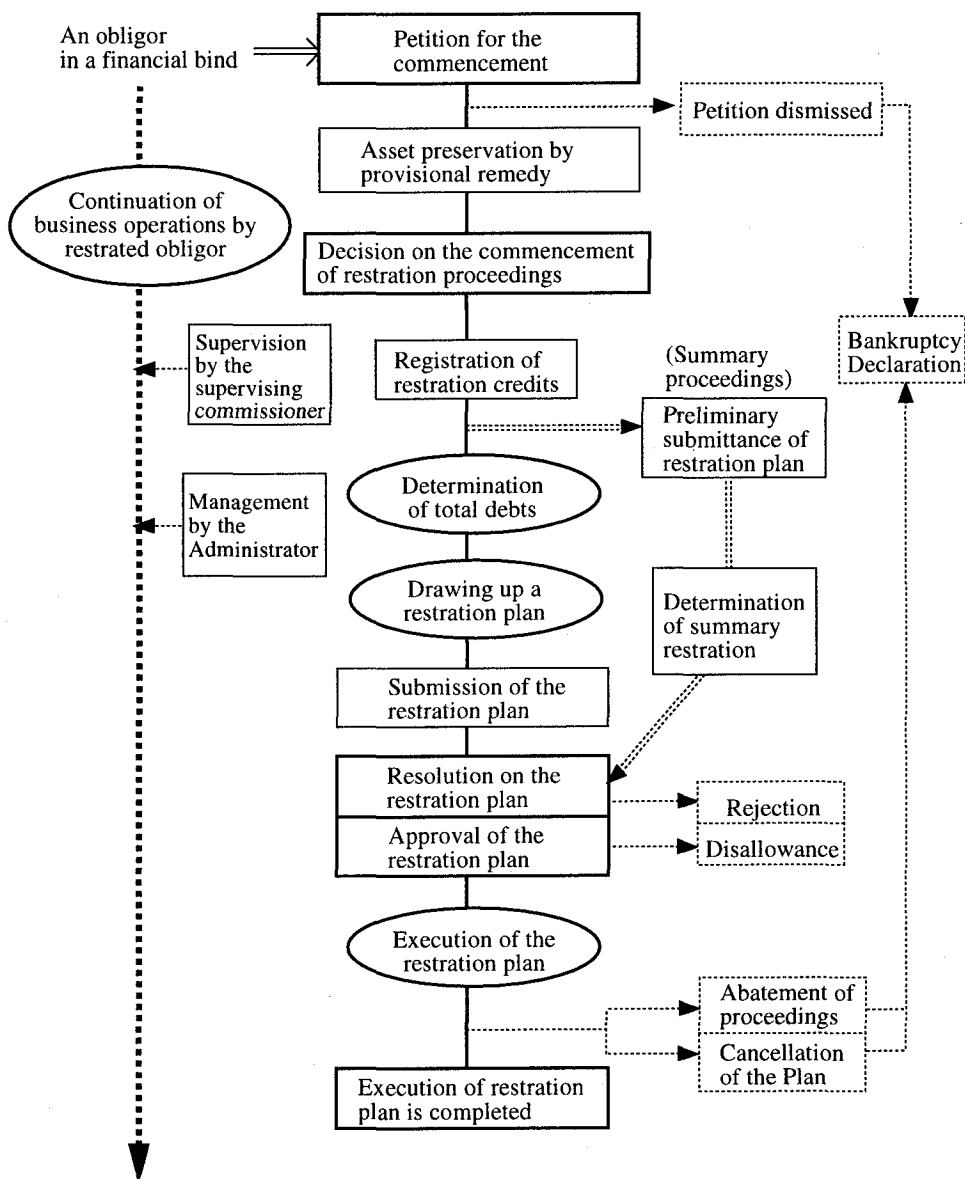 An obligor
in a financial bind
Petition for the
commencement
Petition dismissed
Asset preservation by
provisional remedy
Continuation of
business operations by
restrated obligor
Decision on the commencement
of restration proceedings
Bankruptcy
Declaration
Supervision
by the
supervising
commissioner
Registration of
restration credits
(Summary
proceedings)
Preliminary
submittance of
restration plan
Determination
of total debts
Management
by the
Administrator
Drawing up a
restration plan
Determination
of summary
restration
Submission of the
restration plan
Resolution on the
restration plan
Rejection
Approval of the
restration plan
Disallowance
Execution of the
restration plan
Abatement of
proceedings
Cancellation
of the Plan
Execution of restration
plan is completed